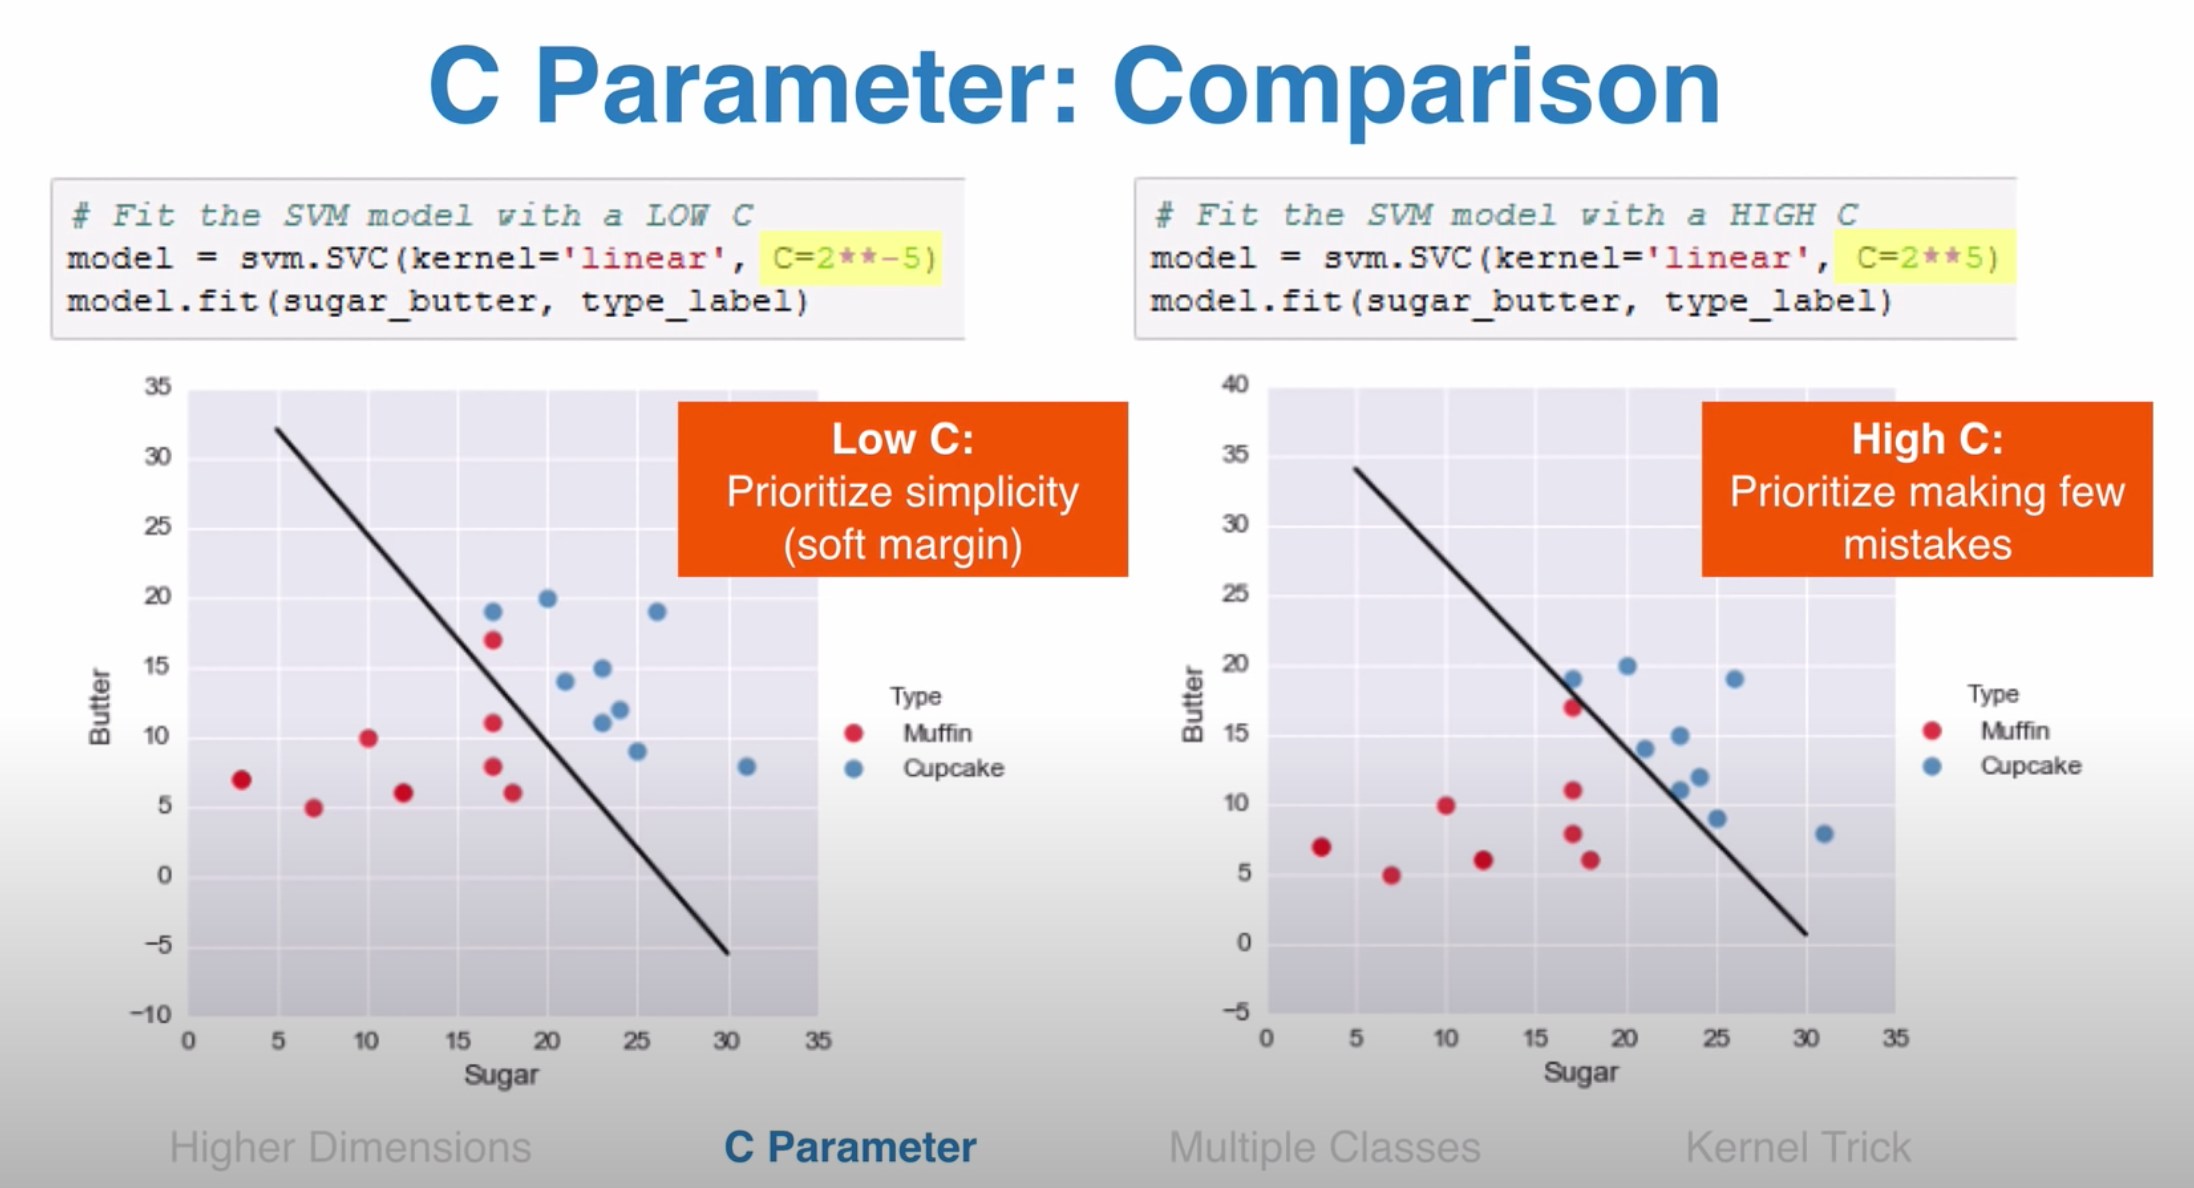 C Parameter: Comparison
# Fit the SVM model with a LOW C
model = svm.SVC(kernel='linear', C=2**-5)
model.fit(sugar_butter, type_label)
# Fit the SVM model with a HIGH C
model = svm.SVC(kernel='linear', C=2**5)
model.fit(sugar_butter, type_label)
Low C:
Prioritize simplicity
(soft margin)
35
30
25
20
15
10
5
0
−5
−10
Butter
0 5 10 15 20 25 30 35
Sugar
Type
Muffin
Cupcake
High C:
Prioritize making few
mistakes
40
35
30
25
20
15
10
5
0
−5
Butter
0 5 10 15 20 25 30 35
Sugar
Type
Muffin
Cupcake
Higher Dimensions C Parameter Multiple Classes Kernel Trick